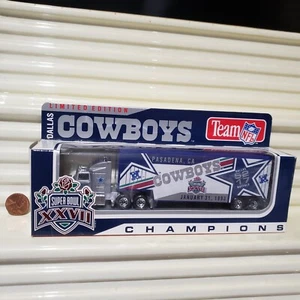 LIMITED EDITION
DALLAS
COWBOYS
Team NFL
PASADENA, CA
COWBOYS
JANUARY 31, 1993
SUPER BOWL
XXVII
CHAMPIONS